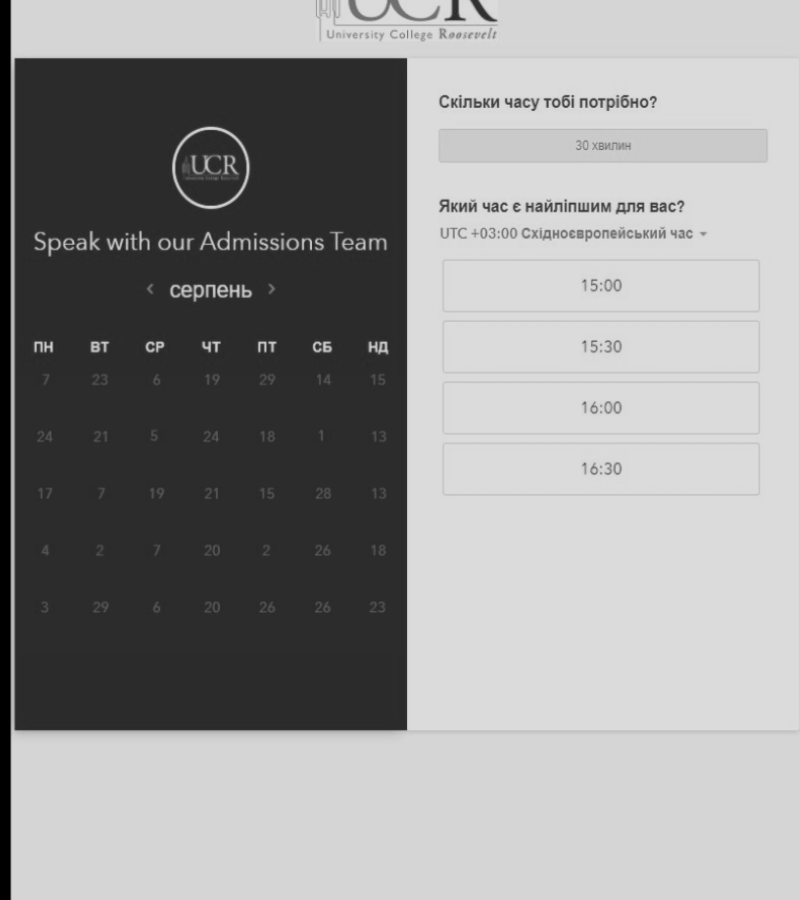 UCR
University College Roosevelt
UCR
Speak with our Admissions Team
< серпень >
ПН ВТ СР ЧТ ПТ СБ НД
7 23 6 19 29 14 15
24 21 5 24 18 1 13
17 7 19 21 15 28 13
4 2 7 20 2 26 18
3 29 6 20 26 26 23
Скільки часу тобі потрібно?
30 хвилин
Який час є найліпшим для вас?
UTC +03:00 Східноєвропейський час
15:00
15:30
16:00
16:30